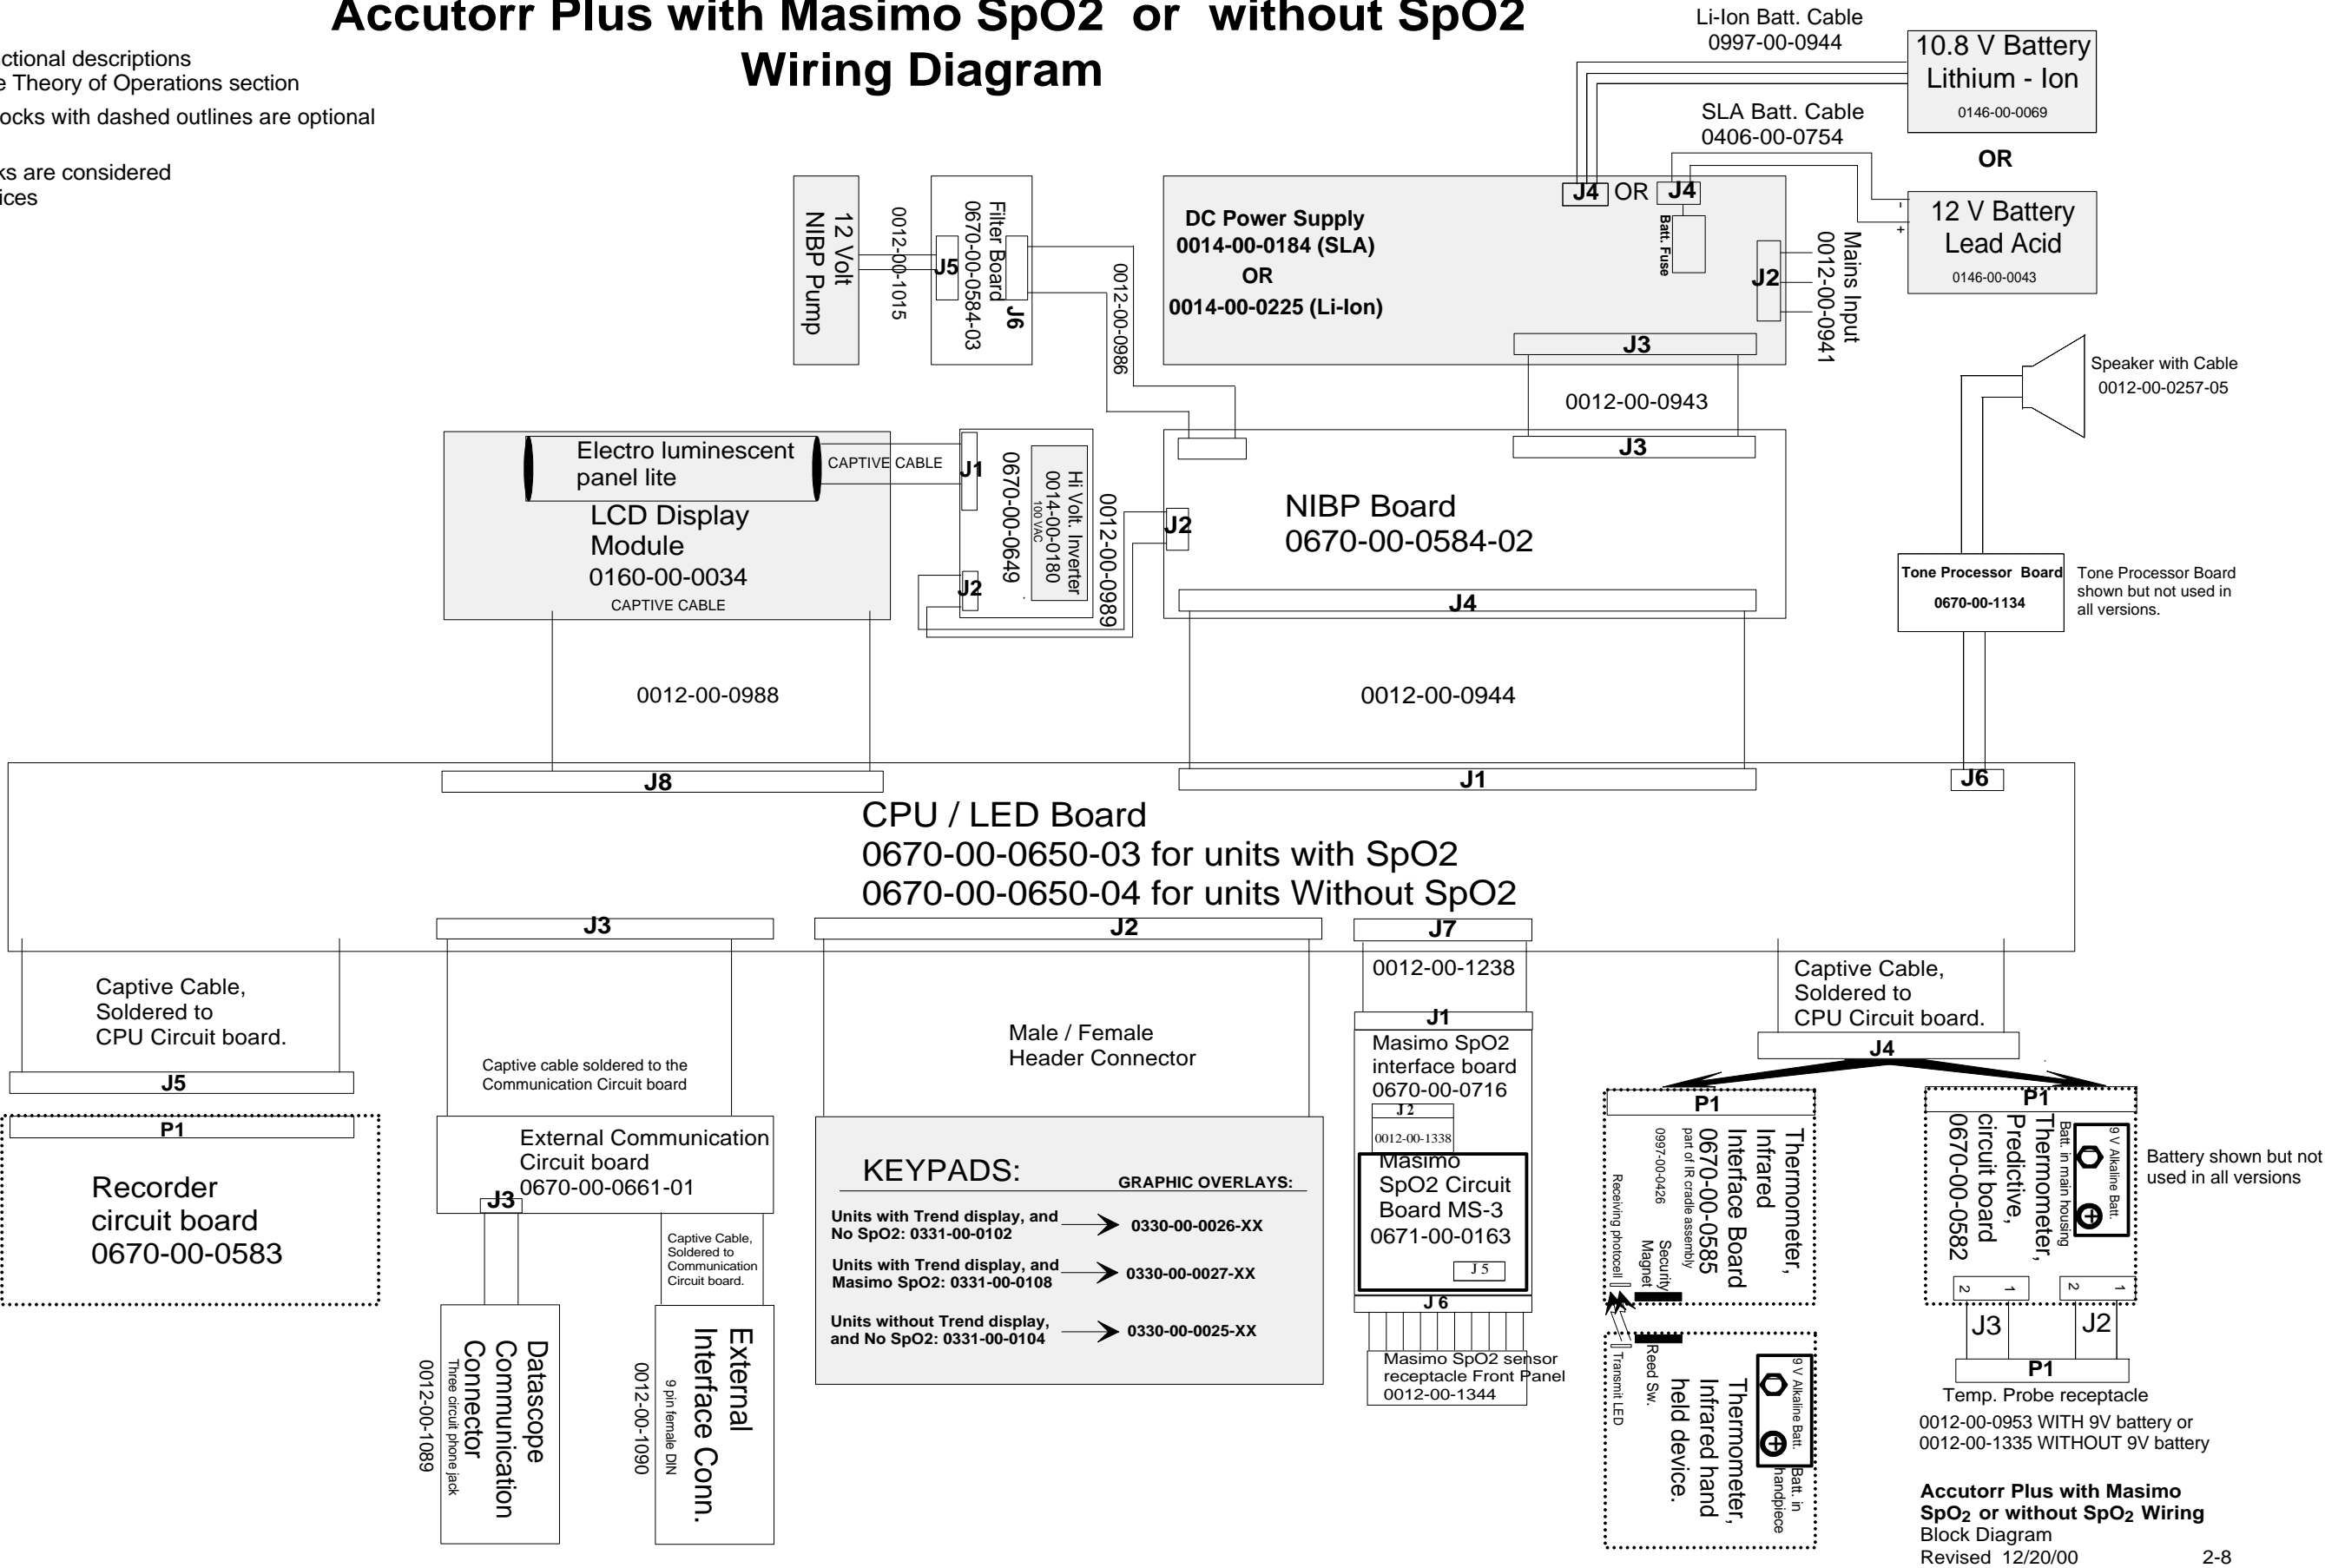 Accutorr Plus with Masimo SpO2 or without SpO2
Wiring Diagram
ctional descriptions
e Theory of Operations section
ocks with dashed outlines are optional
ks are considered
ices
Li-Ion Batt. Cable
0997-00-0944
10.8 V Battery
Lithium - Ion
0146-00-0069
SLA Batt. Cable
0406-00-0754
OR
12 V Battery
Lead Acid
0146-00-0043
-
+
12 Volt
NIBP Pump
0012-00-1015
J5
Filter Board
0670-00-0584-03
J6
0012-00-0986
DC Power Supply
0014-00-0184 (SLA)
OR
0014-00-0225 (Li-Ion)
J4 OR J4
Batt. Fuse
J2
Mains Input
0012-00-0941
J3
0012-00-0943
J3
Speaker with Cable
0012-00-0257-05
Electro luminescent
panel lite
CAPTIVE CABLE
LCD Display
Module
0160-00-0034
CAPTIVE CABLE
J1
J2
Hi Volt. Inverter
0014-00-0180
100 VAC
0670-00-0649
0012-00-0989
J2
NIBP Board
0670-00-0584-02
J4
Tone Processor Board
0670-00-1134
Tone Processor Board
shown but not used in
all versions.
0012-00-0988
0012-00-0944
J8
J1
J6
CPU / LED Board
0670-00-0650-03 for units with SpO2
0670-00-0650-04 for units Without SpO2
J3
J2
J7
Captive Cable,
Soldered to
CPU Circuit board.
J5
P1
Recorder
circuit board
0670-00-0583
Captive cable soldered to the
Communication Circuit board
External Communication
Circuit board
0670-00-0661-01
J3
Captive Cable,
Soldered to
Communication
Circuit board.
Datascope
Communication
Connector
Three circuit phone jack
0012-00-1089
External
Interface Conn.
9 pin female DIN
0012-00-1090
Male / Female
Header Connector
KEYPADS:
GRAPHIC OVERLAYS:
Units with Trend display, and
No SpO2: 0331-00-0102
0330-00-0026-XX
Units with Trend display, and
Masimo SpO2: 0331-00-0108
0330-00-0027-XX
Units without Trend display,
and No SpO2: 0331-00-0104
0330-00-0025-XX
0012-00-1238
J1
Masimo SpO2
interface board
0670-00-0716
J 2
0012-00-1338
Masimo
SpO2 Circuit
Board MS-3
0671-00-0163
J 5
J 6
Masimo SpO2 sensor
receptacle Front Panel
0012-00-1344
Captive Cable,
Soldered to
CPU Circuit board.
J4
P1
Thermometer,
Infrared
Interface Board
0670-00-0585
part of IR cradle assembly
0997-00-0426
Security
Magnet
Receiving photocell
Transmit LED
Reed Sw.
Thermometer,
Infrared hand
held device.
9 V Alkaline Batt.
Batt. in
handpiece
P1
Thermometer,
Predictive,
circuit board
0670-00-0582
Batt. in main housing
9 V Alkaline Batt.
Battery shown but not
used in all versions
2 1
2 1
J3
J2
P1
Temp. Probe receptacle
0012-00-0953 WITH 9V battery or
0012-00-1335 WITHOUT 9V battery
Accutorr Plus with Masimo
SpO2 or without SpO2 Wiring
Block Diagram
Revised 12/20/00 2-8